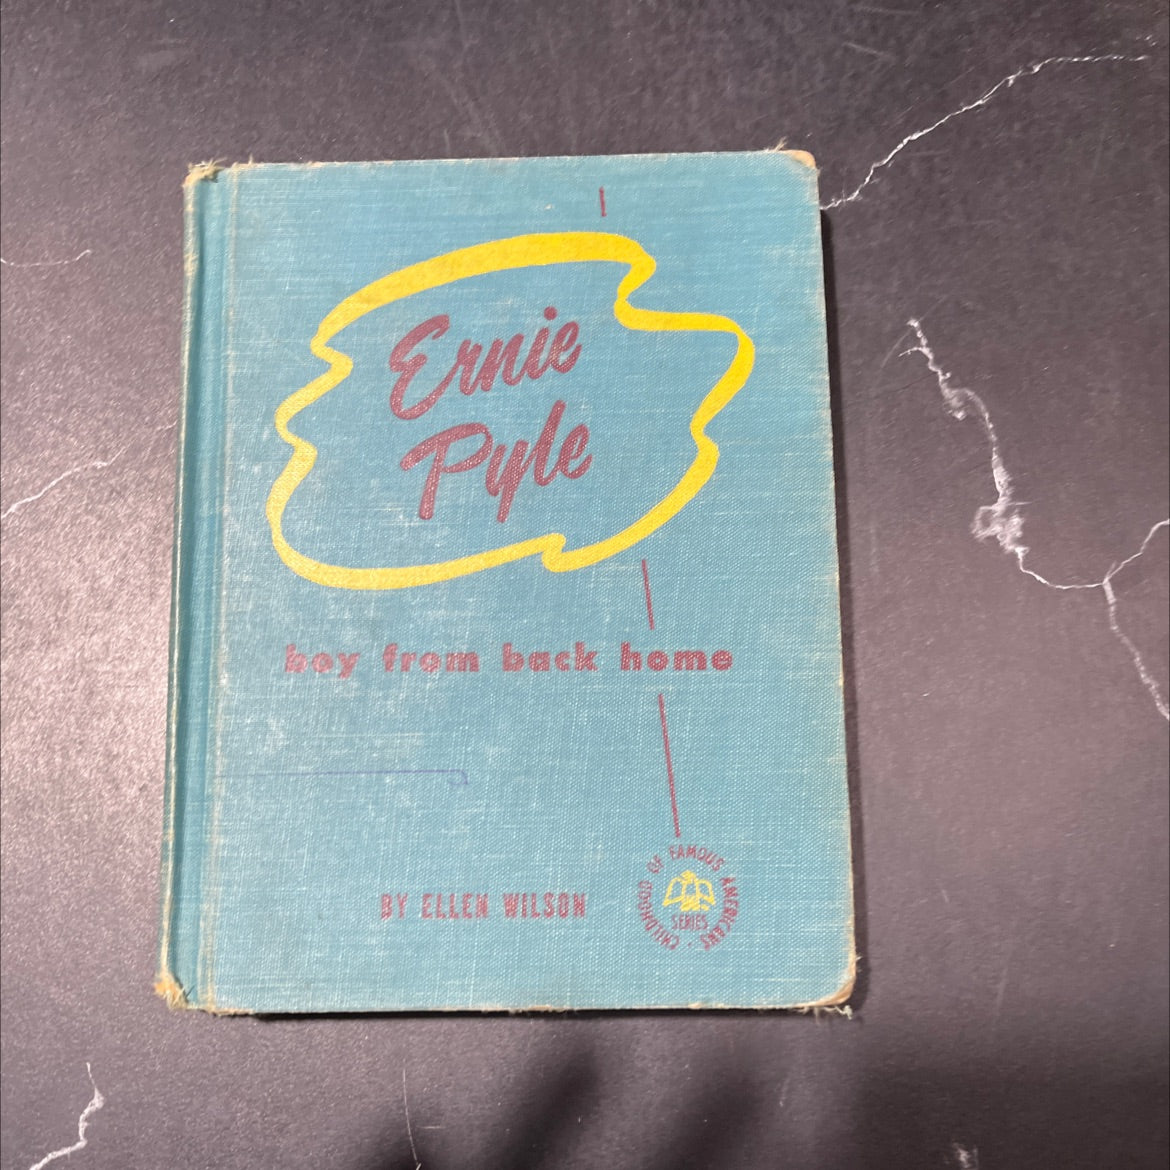 Ernie
Pyle
boy from back home
BY ELLEN WILSON
CHILDHOOD OF FAMOUS AMERICANS •
SERIES